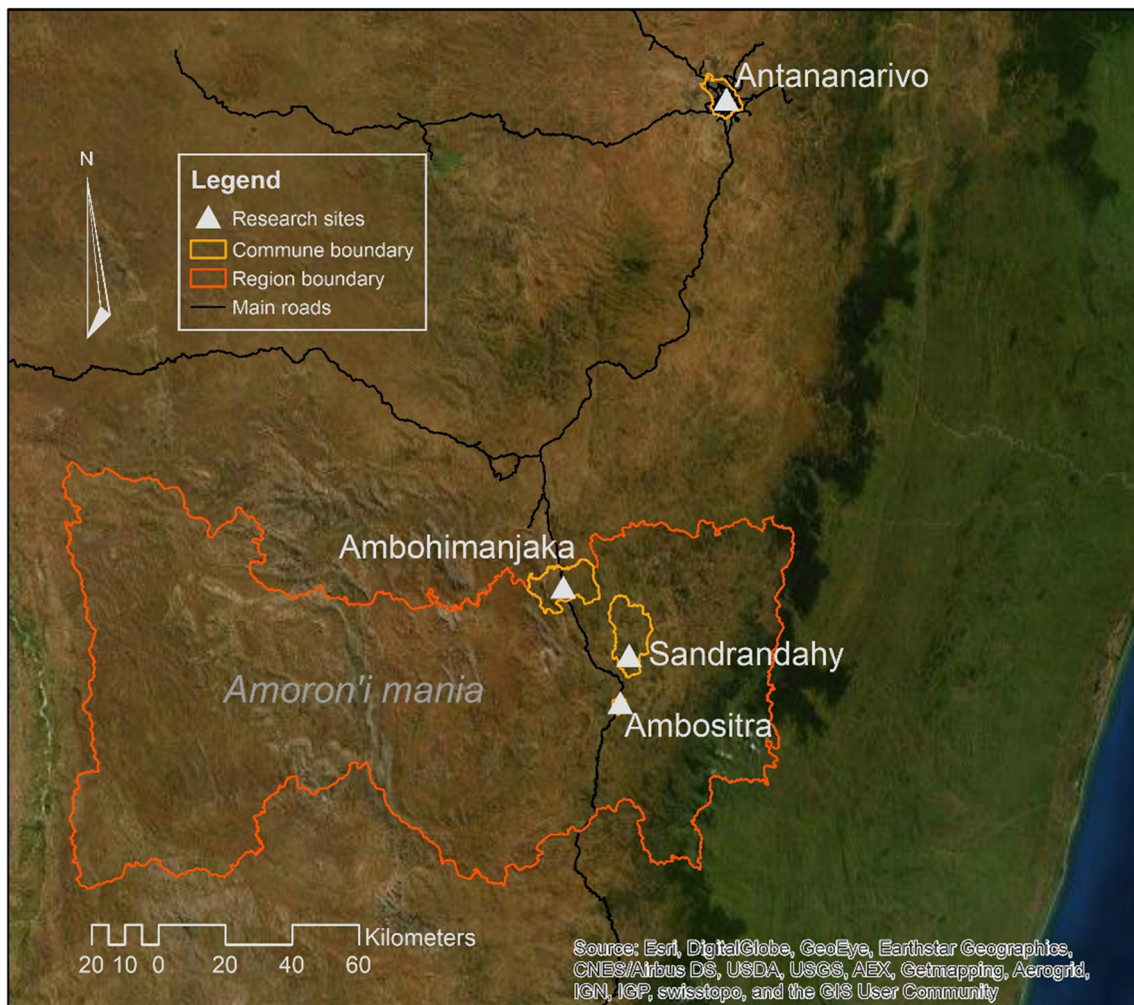 Antananarivo
N
Legend
Research sites
Commune boundary
Region boundary
Main roads
Ambohimanjaka
Sandrandahy
Amoron'i mania
Ambositra
Kilometers
20 10 0 20 40 60
Source: Esri, DigitalGlobe, GeoEye, Earthstar Geographics,
CNES/Airbus DS, USDA, USGS, AEX, Getmapping, Aerogrid,
IGN, IGP, swisstopo, and the GIS User Community